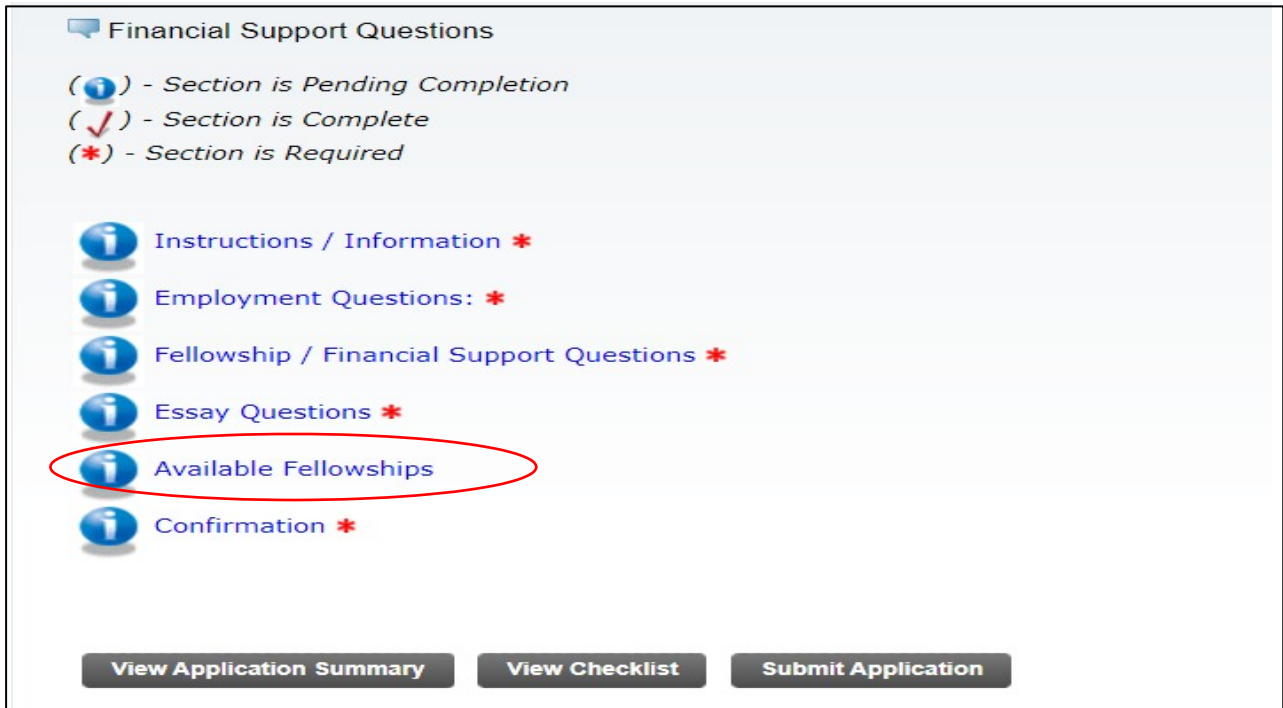 Financial Support Questions
(i) - Section is Pending Completion
(✓) - Section is Complete
(*) - Section is Required
Instructions / Information *
Employment Questions: *
Fellowship / Financial Support Questions *
Essay Questions *
Available Fellowships
Confirmation *
View Application Summary View Checklist Submit Application